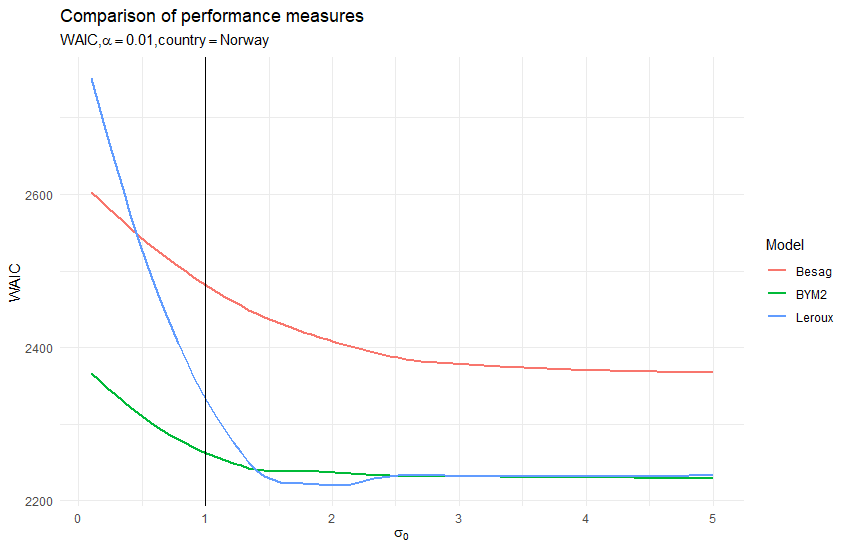 Comparison of performance measures
WAIC,α = 0.01,country = Norway
WAIC
2600
2400
2200
0 1 2 3 4 5
σ₀
Model
Besag
BYM2
Leroux